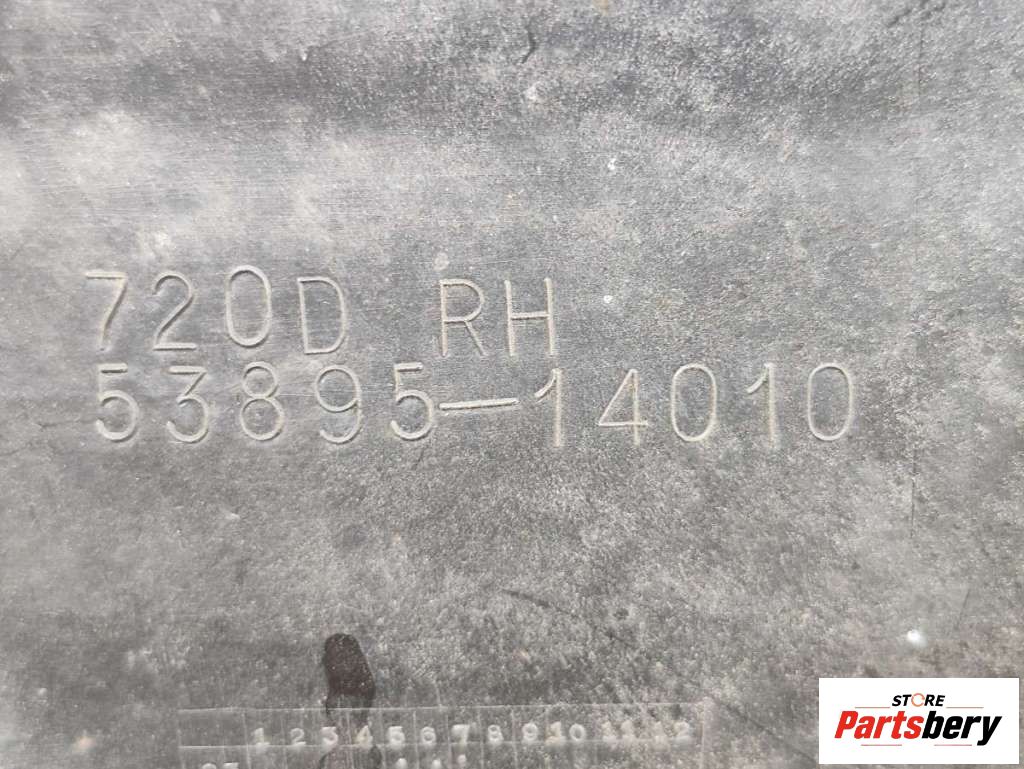 720D RH
53895-14010
1 2 3 4 5 6 7 8 9 10 11 12
STORE
Partsbery